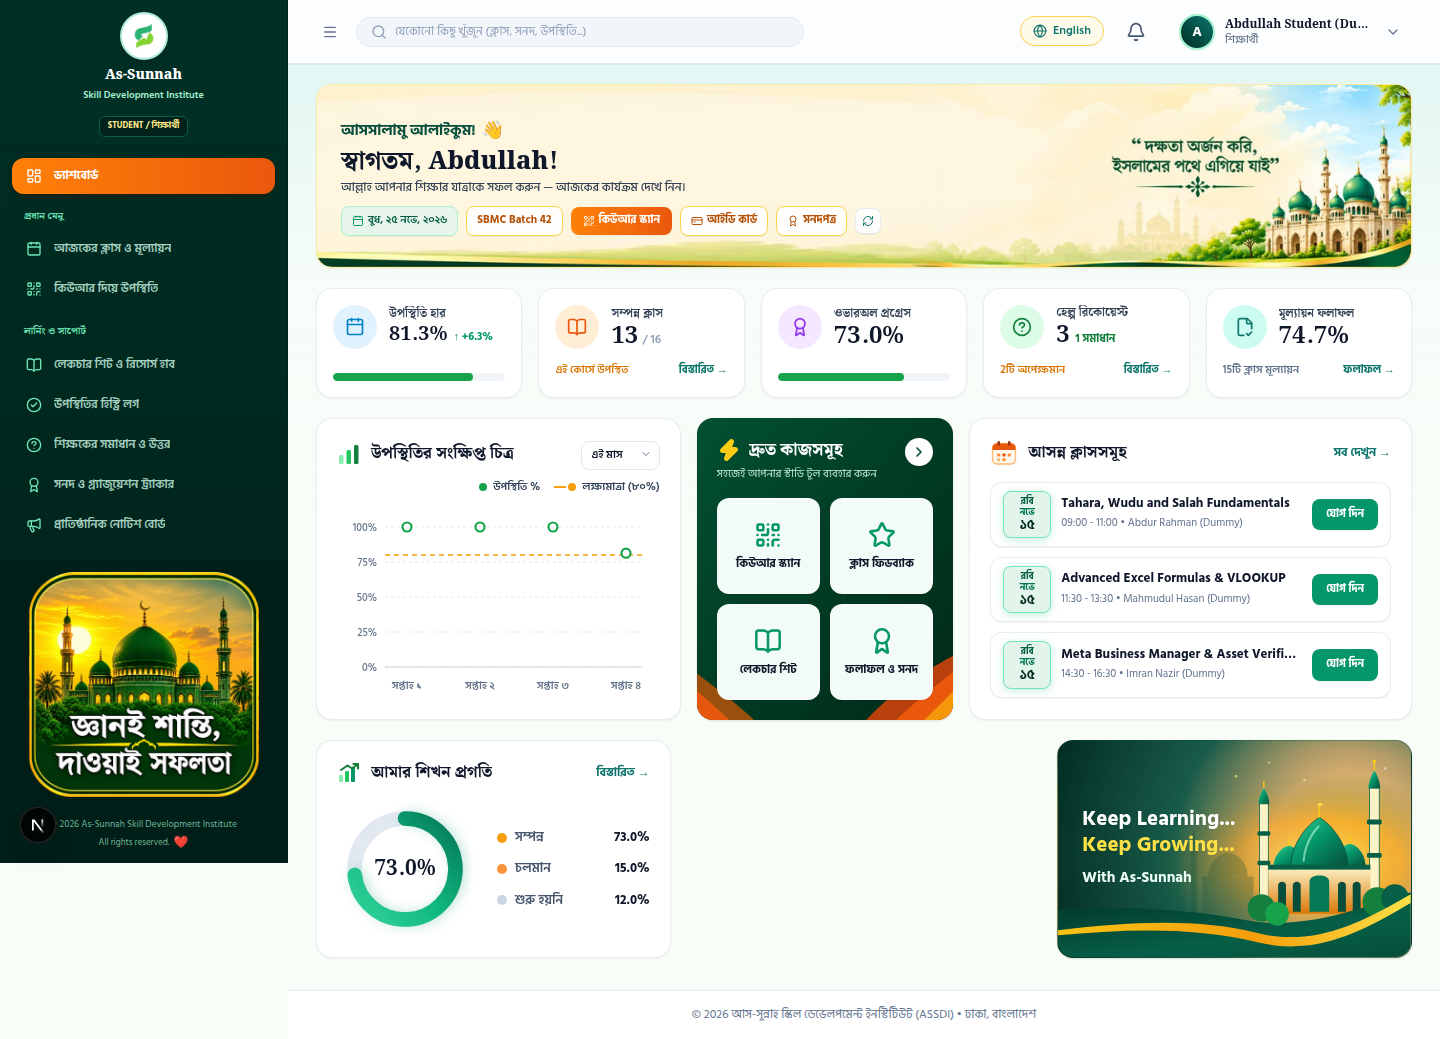 As-Sunnah
Skill Development Institute
STUDENT / শিক্ষার্থী
ড্যাশবোর্ড
প্রধান মেনু
আজকের ক্লাস ও মূল্যায়ন
কিউআর দিয়ে উপস্থিতি
লার্নিং ও সাপোর্ট
লেকচার শিট ও রিসোর্স হাব
উপস্থিতির হিস্ট্রি লগ
শিক্ষকের সমাধান ও উত্তর
সনদ ও গ্র্যাজুয়েশন ট্র্যাকার
প্রাতিষ্ঠানিক নোটিশ বোর্ড
জ্ঞানই শান্তি,
দাওয়াই সফলতা
N
2026 As-Sunnah Skill Development Institute
All rights reserved. ❤️
যেকোনো কিছু খুঁজুন (ক্লাস, সনদ, উপস্থিতি..)
English
A
Abdullah Student (Du...
শিক্ষার্থী
আসসালামু আলাইকুম! 👋
স্বাগতম, Abdullah!
আল্লাহ আপনার শিক্ষার যাত্রাকে সফল করুন — আজকের কার্যক্রম দেখে নিন।
বুধ, ২৫ নভে, ২০২৬
SBMC Batch 42
কিউআর স্ক্যান
আইডি কার্ড
সনদপত্র
“ দক্ষতা অর্জন করি,
ইসলামের পথে এগিয়ে যাই”
উপস্থিতি হার
81.3% ↑ +6.3%
সম্পন্ন ক্লাস
13 / 16
এই কোর্সে উপস্থিত
বিস্তারিত →
ওভারঅল প্রগ্রেস
73.0%
হেল্প রিকোয়েস্ট
3 1 সমাধান
2টি অপেক্ষমান
বিস্তারিত →
মূল্যায়ন ফলাফল
74.7%
15টি ক্লাস মূল্যায়ন
ফলাফল →
উপস্থিতির সংক্ষিপ্ত চিত্র
এই মাস
উপস্থিতি %
লক্ষ্যমাত্রা (৮০%)
100%
75%
50%
25%
0%
সপ্তাহ ১
সপ্তাহ ২
সপ্তাহ ৩
সপ্তাহ ৪
দ্রুত কাজসমূহ
সহজেই আপনার স্টাডি টুল ব্যবহার করুন
কিউআর স্ক্যান
ক্লাস ফিডব্যাক
লেকচার শিট
ফলাফল ও সনদ
আসন্ন ক্লাসসমূহ
সব দেখুন →
রবি
নভে
১৫
Tahara, Wudu and Salah Fundamentals
09:00 - 11:00 • Abdur Rahman (Dummy)
যোগ দিন
রবি
নভে
১৫
Advanced Excel Formulas & VLOOKUP
11:30 - 13:30 • Mahmudul Hasan (Dummy)
যোগ দিন
রবি
নভে
১৫
Meta Business Manager & Asset Verifi...
14:30 - 16:30 • Imran Nazir (Dummy)
যোগ দিন
আমার শিখন প্রগতি
বিস্তারিত →
73.0%
সম্পন্ন 73.0%
চলমান 15.0%
শুরু হয়নি 12.0%
Keep Learning...
Keep Growing...
With As-Sunnah
© 2026 আস-সুন্নাহ স্কিল ডেভেলপমেন্ট ইনস্টিটিউট (ASSDI) • ঢাকা, বাংলাদেশ